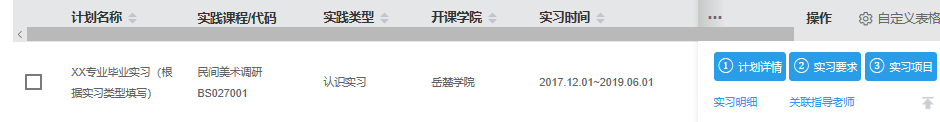 计划名称 实践课程/代码 实践类型 开课学院 实习时间 ... 操作 自定义表格
XX专业毕业实习（根 民间美术调研 认识实习 岳麓学院 2017.12.01~2019.06.01 ① 计划详情 ② 实习要求 ③ 实习项目
据实习类型填写） BS027001 实习明细 关联指导老师